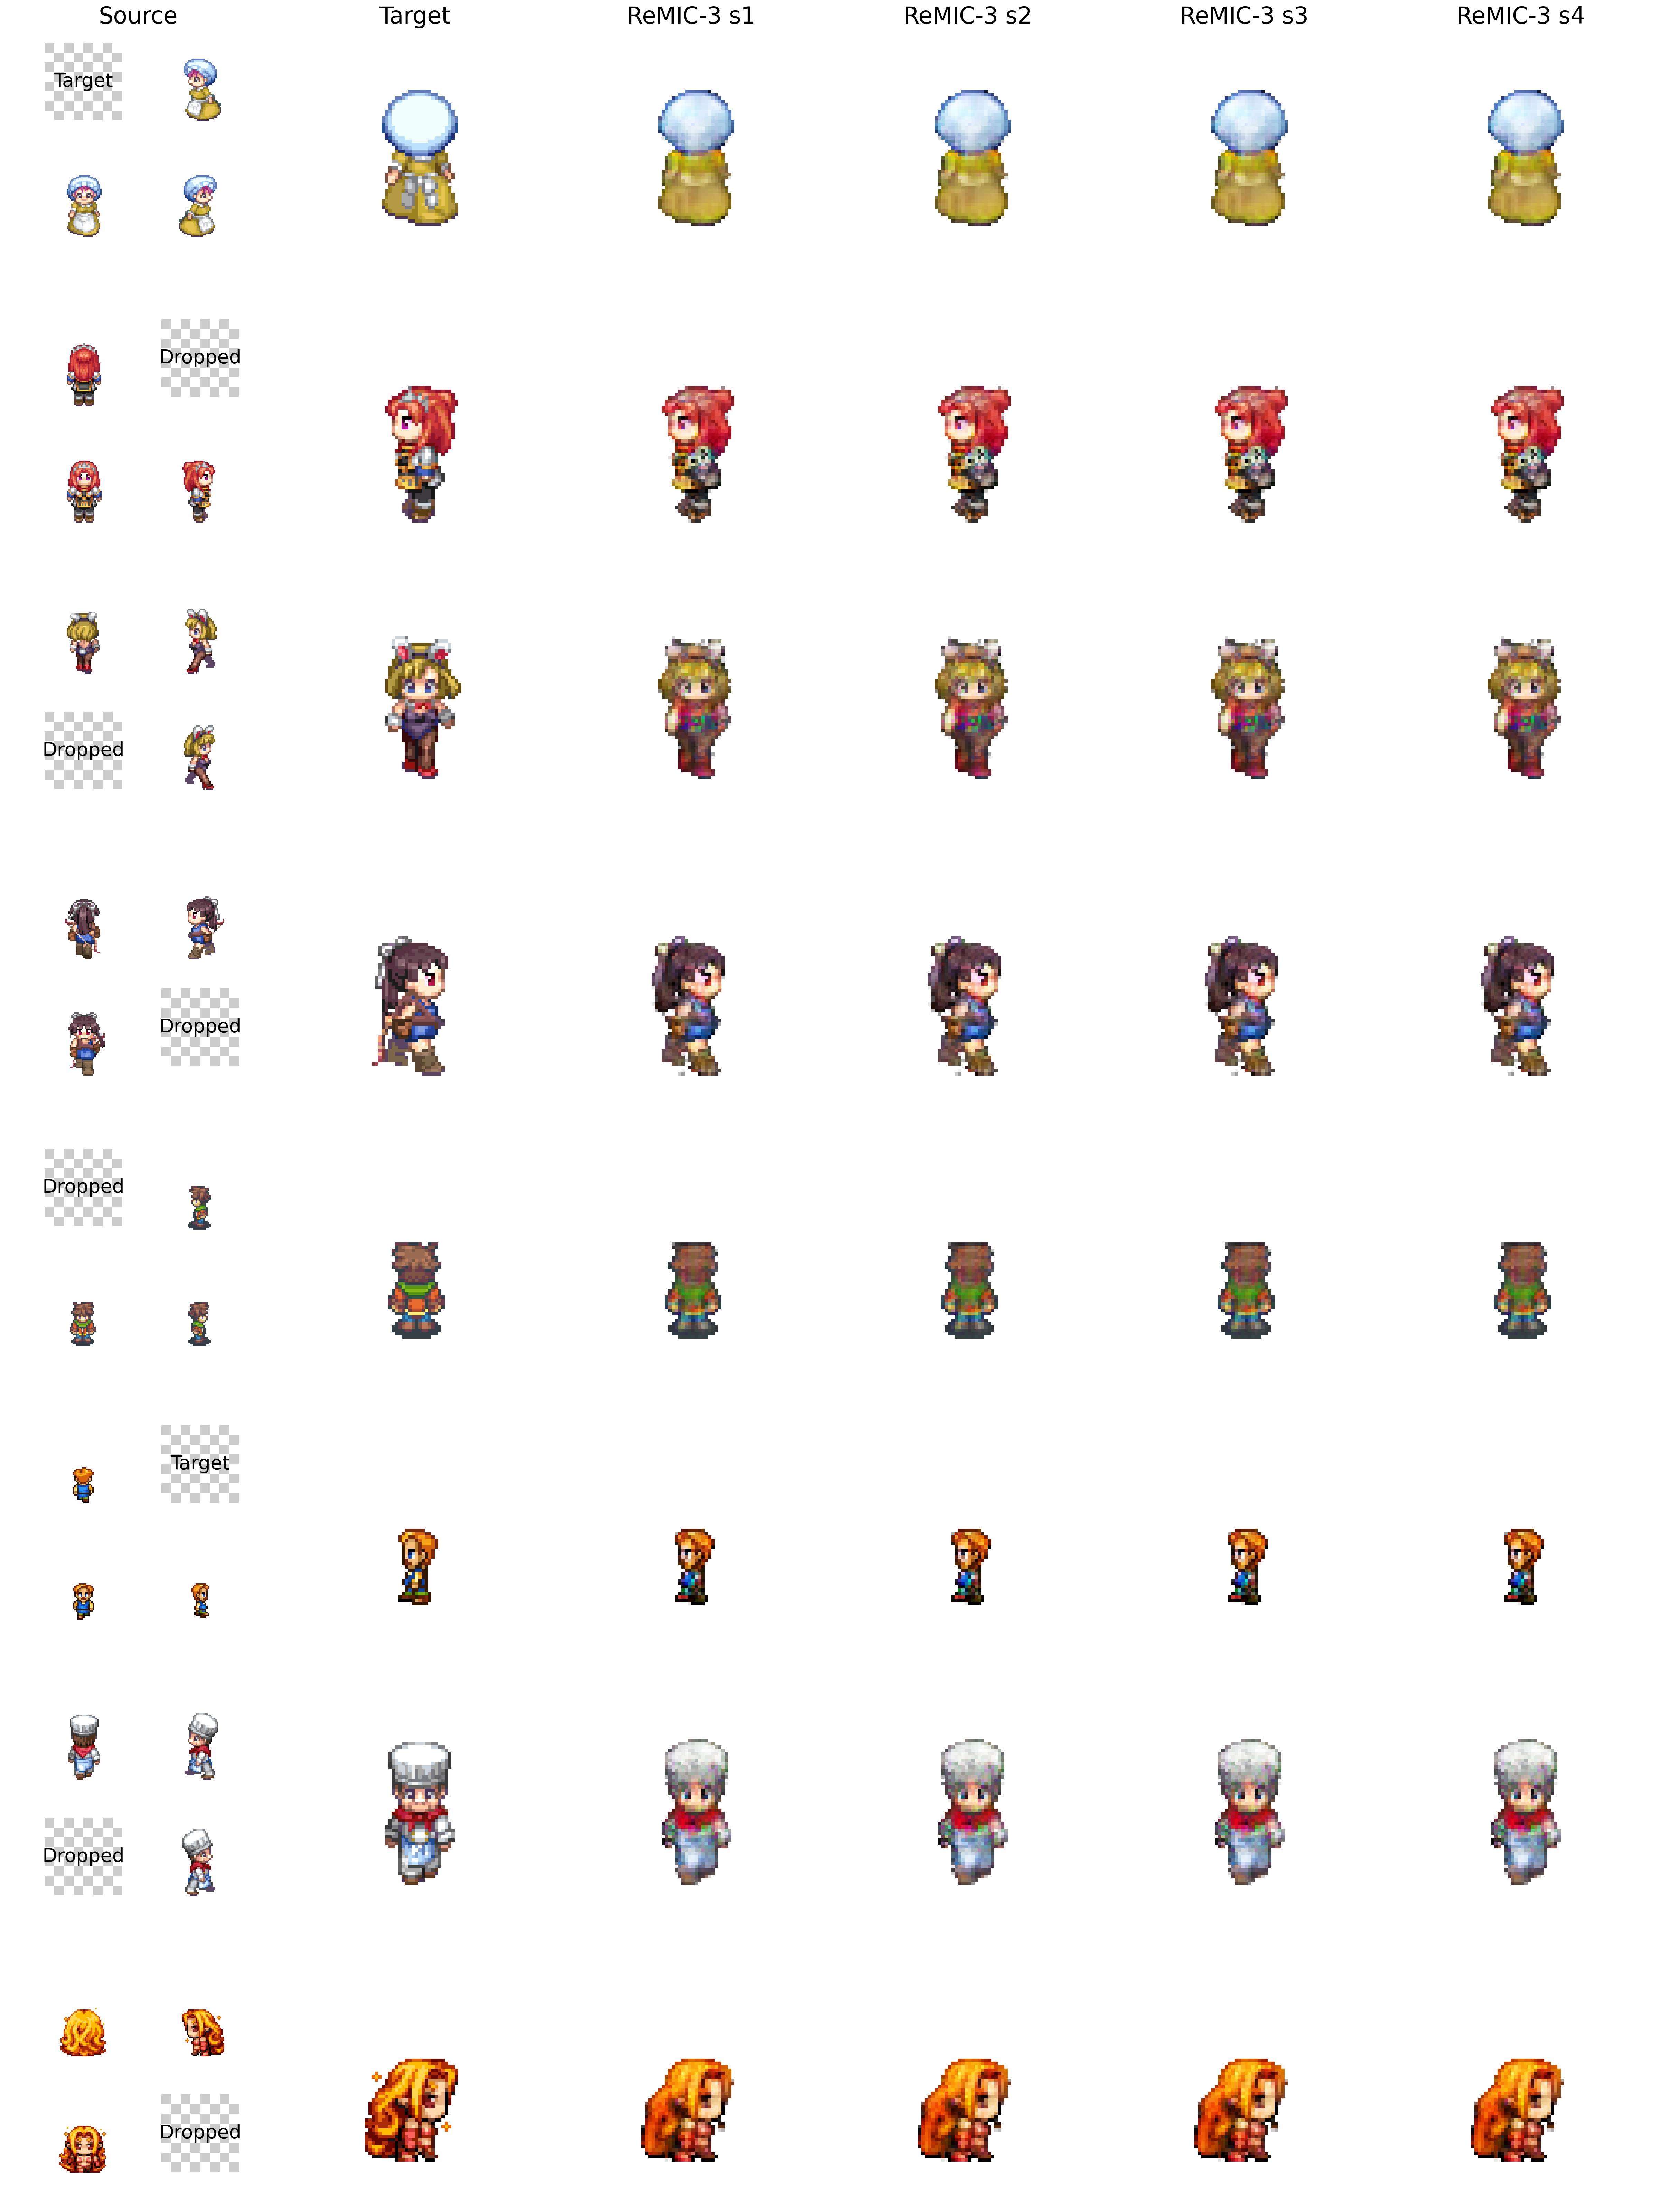 Source Target ReMIC-3 s1 ReMIC-3 s2 ReMIC-3 s3 ReMIC-3 s4
Target
Dropped
Dropped
Dropped
Dropped
Target
Dropped
Dropped